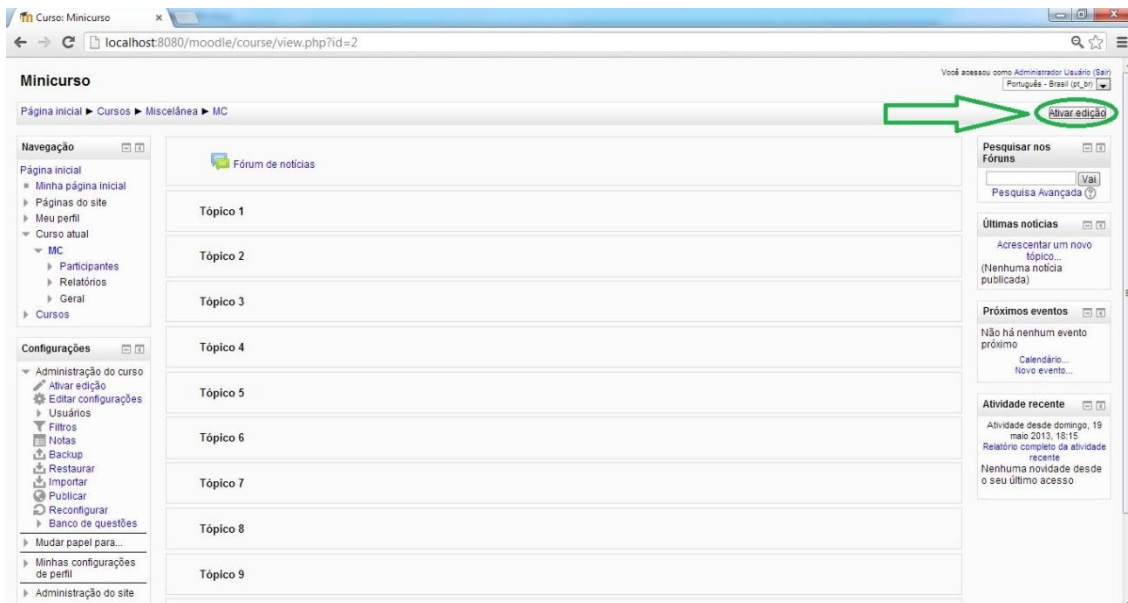 Curso: Minicurso
localhost:8080/moodle/course/view.php?id=2
Minicurso
Você acessou como Administrador Usuário (Sair)
Português - Brasil (pt_br)
Página inicial ► Cursos ► Miscelânea ► MC
Ativar edição
Navegação
Página inicial
Minha página inicial
Páginas do site
Meu perfil
Curso atual
MC
Participantes
Relatórios
Geral
Cursos
Configurações
Administração do curso
Ativar edição
Editar configurações
Usuários
Filtros
Notas
Backup
Restaurar
Importar
Publicar
Reconfigurar
Banco de questões
Mudar papel para...
Minhas configurações
de perfil
Administração do site
Fórum de notícias
Tópico 1
Tópico 2
Tópico 3
Tópico 4
Tópico 5
Tópico 6
Tópico 7
Tópico 8
Tópico 9
Pesquisar nos
Fóruns
Vai
Pesquisa Avançada
Últimas notícias
Acrescentar um novo
tópico...
(Nenhuma notícia
publicada)
Próximos eventos
Não há nenhum evento
próximo
Calendário...
Novo evento...
Atividade recente
Atividade desde domingo, 19
maio 2013, 18:15
Relatório completo da atividade
recente
Nenhuma novidade desde
o seu último acesso